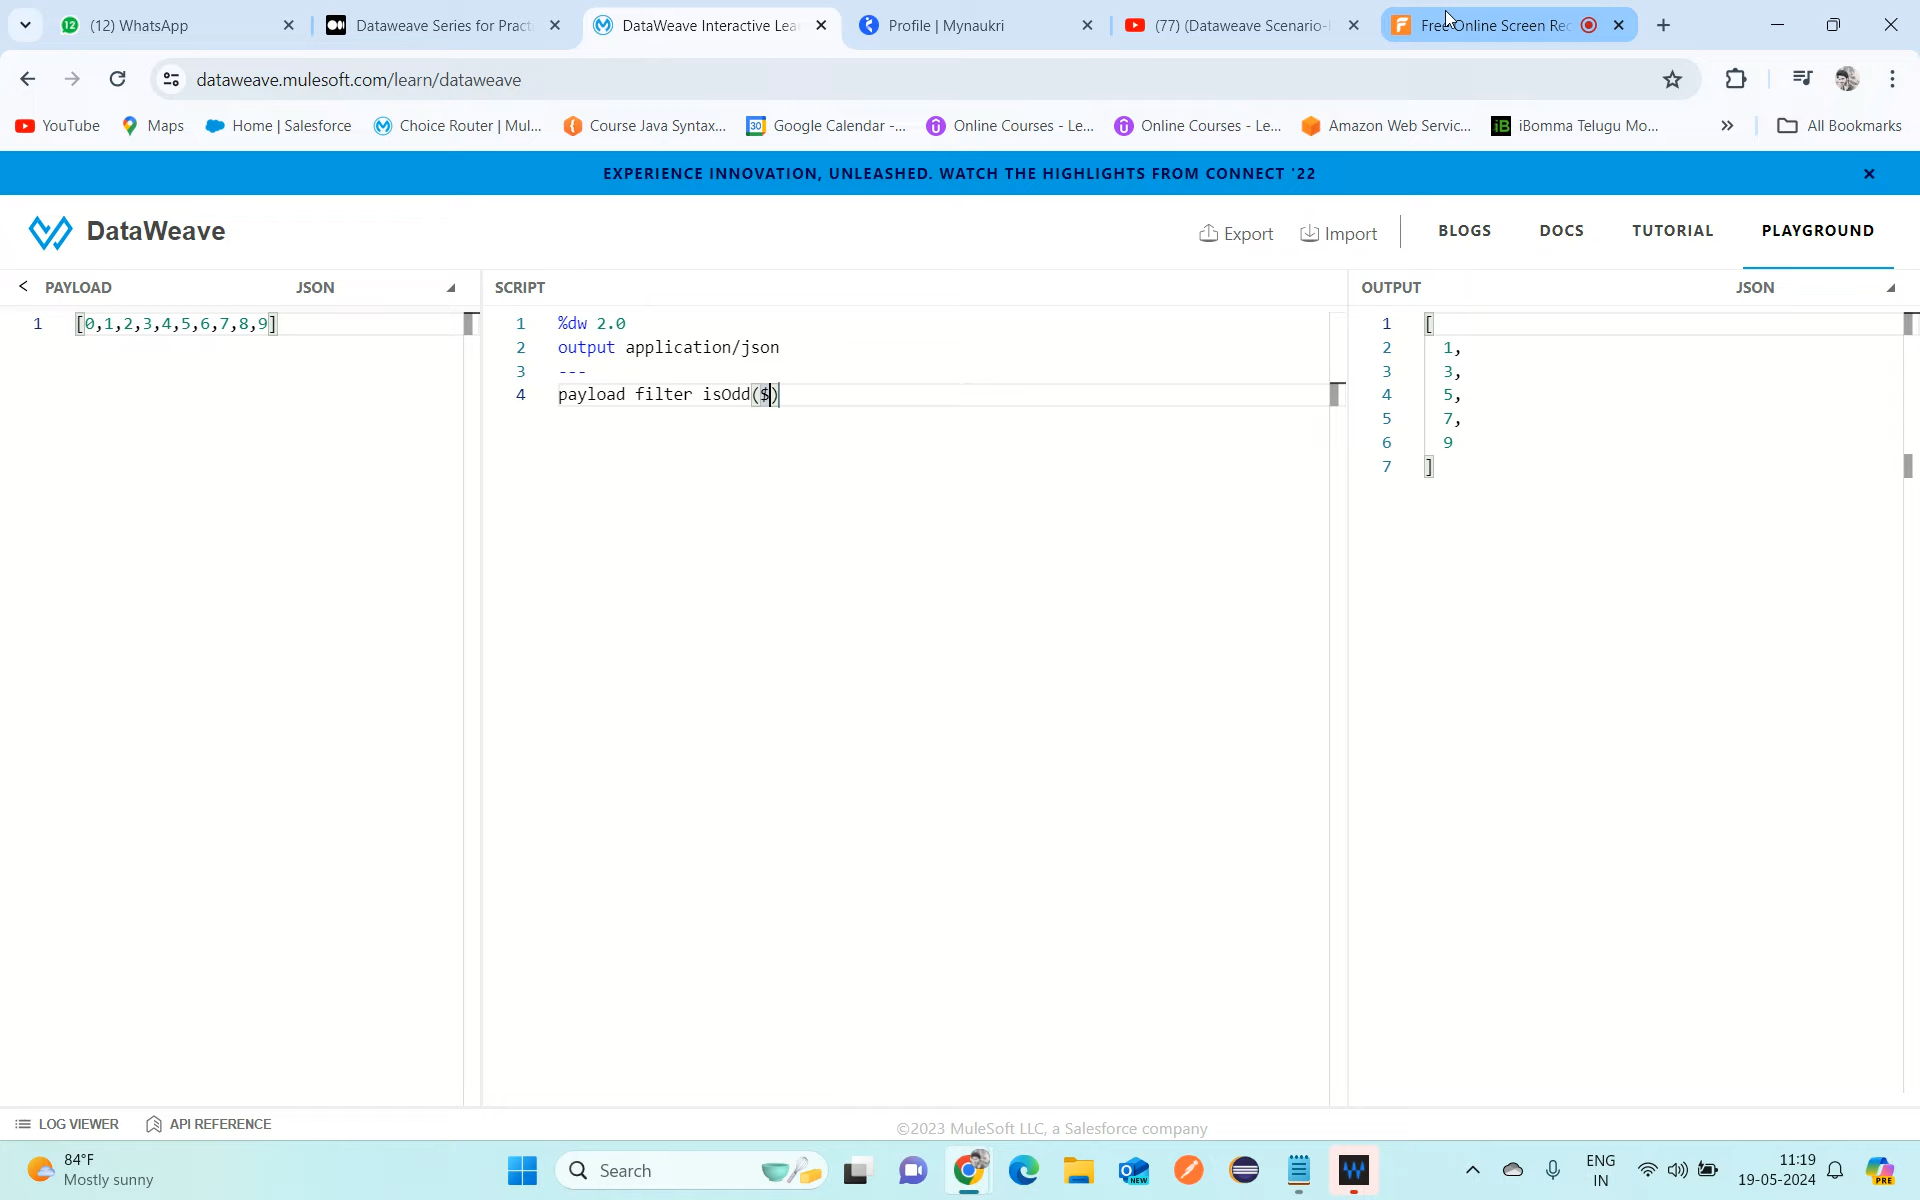 12 (12) WhatsApp
Dataweave Series for Practi
DataWeave Interactive Lea
Profile | Mynaukri
(77) (Dataweave Scenario-
Free Online Screen Rec
dataweave.mulesoft.com/learn/dataweave
YouTube
Maps
Home | Salesforce
Choice Router | Mul...
Course Java Syntax...
Google Calendar -...
Online Courses - Le...
Online Courses - Le...
Amazon Web Servic...
iB iBomma Telugu Mo...
All Bookmarks
EXPERIENCE INNOVATION, UNLEASHED. WATCH THE HIGHLIGHTS FROM CONNECT '22
DataWeave
Export
Import
BLOGS
DOCS
TUTORIAL
PLAYGROUND
PAYLOAD JSON
1 [0,1,2,3,4,5,6,7,8,9]
SCRIPT
1 %dw 2.0
2 output application/json
3 ---
4 payload filter isOdd($)
OUTPUT JSON
1 [
2 1,
3 3,
4 5,
5 7,
6 9
7 ]
LOG VIEWER
API REFERENCE
©2023 MuleSoft LLC, a Salesforce company
84°F
Mostly sunny
Search
NEW
ENG
IN
11:19
19-05-2024
PRE